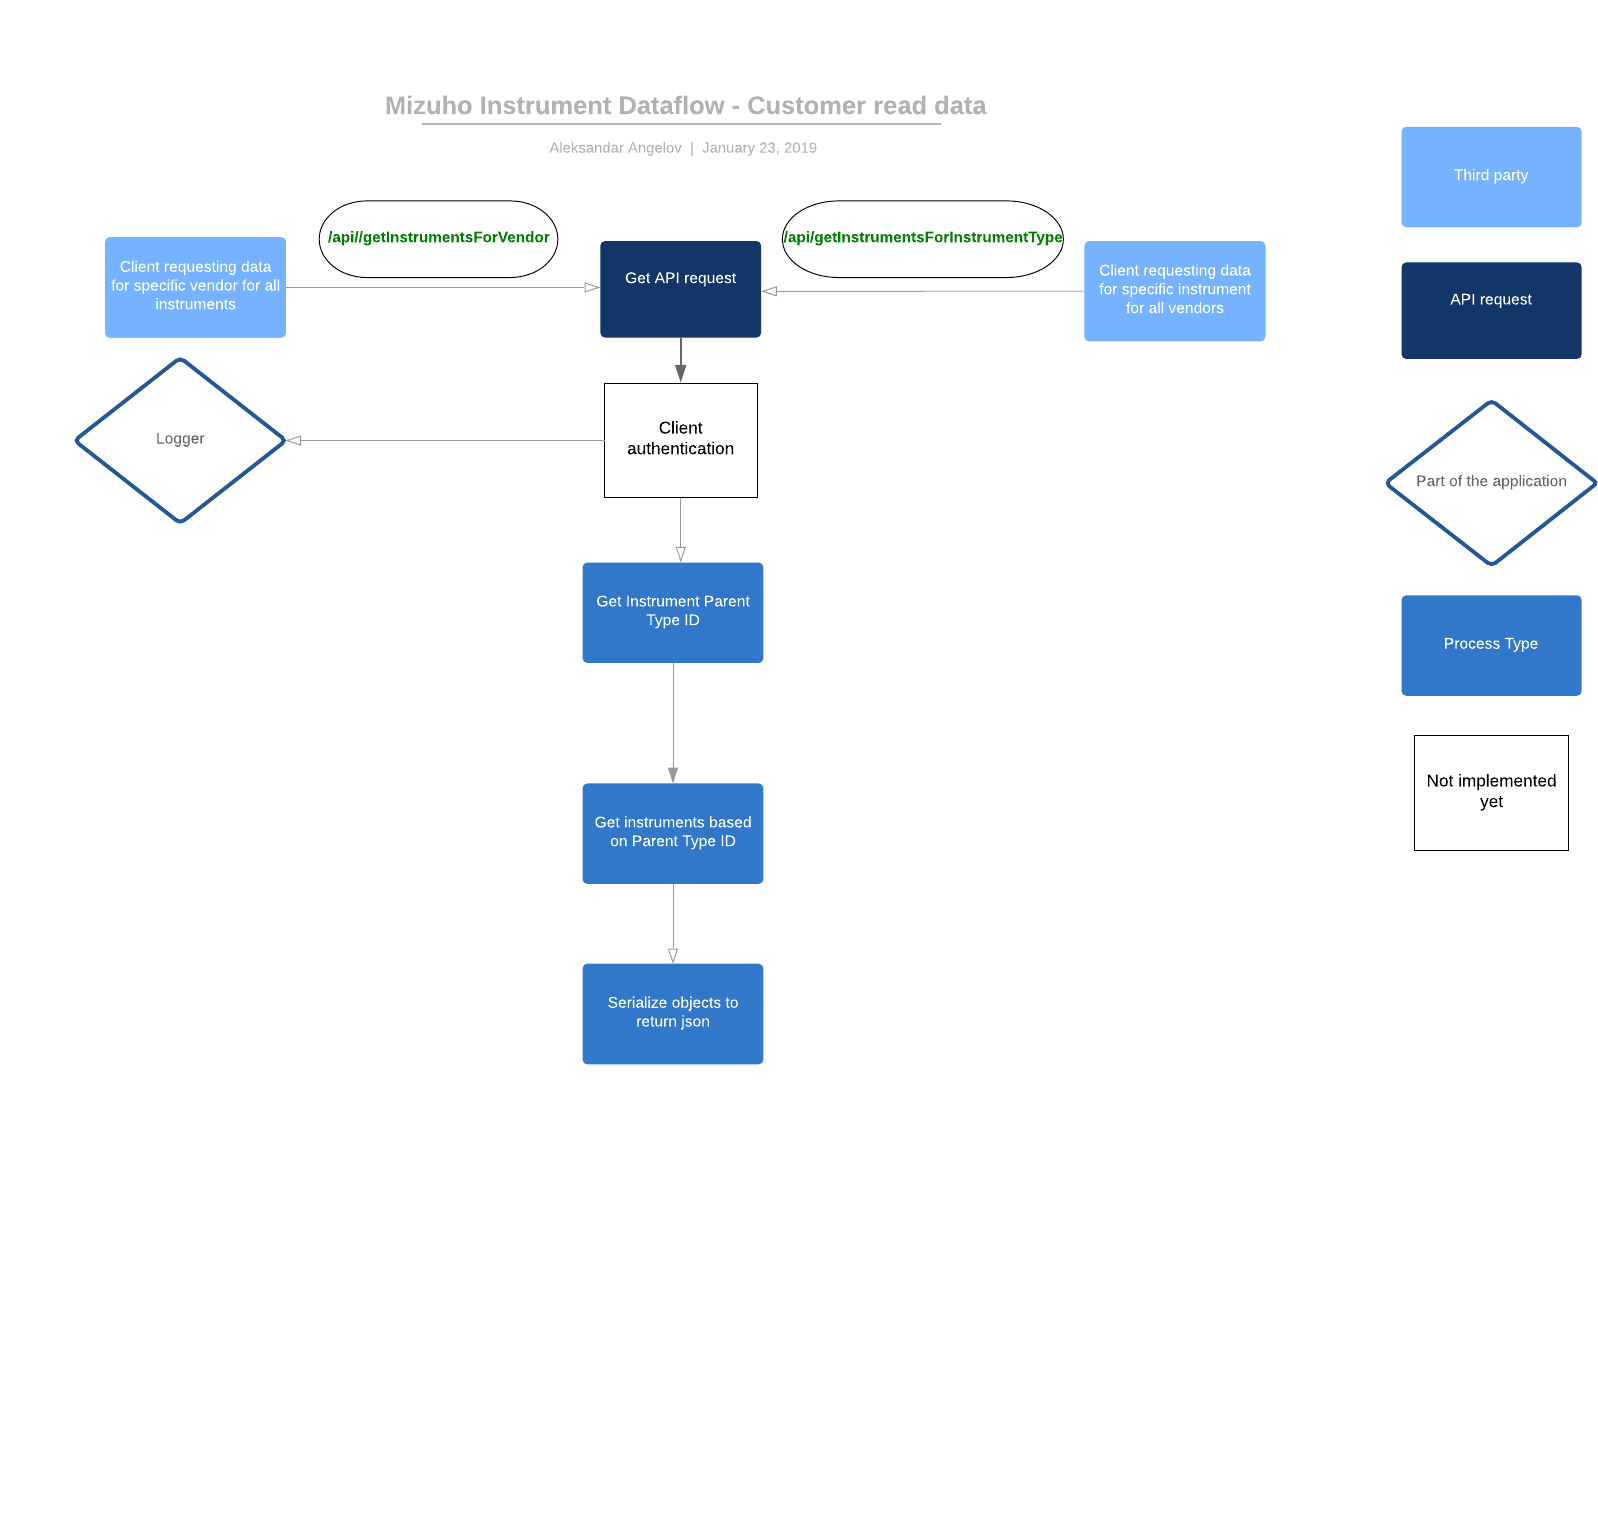 Mizuho Instrument Dataflow - Customer read data
Aleksandar Angelov | January 23, 2019
Client requesting data
for specific vendor for all
instruments
/api//getInstrumentsForVendor
Get API request
/api/getInstrumentsForInstrumentType
Client requesting data
for specific instrument
for all vendors
Logger
Client
authentication
Get Instrument Parent
Type ID
Get instruments based
on Parent Type ID
Serialize objects to
return json
Third party
API request
Part of the application
Process Type
Not implemented
yet